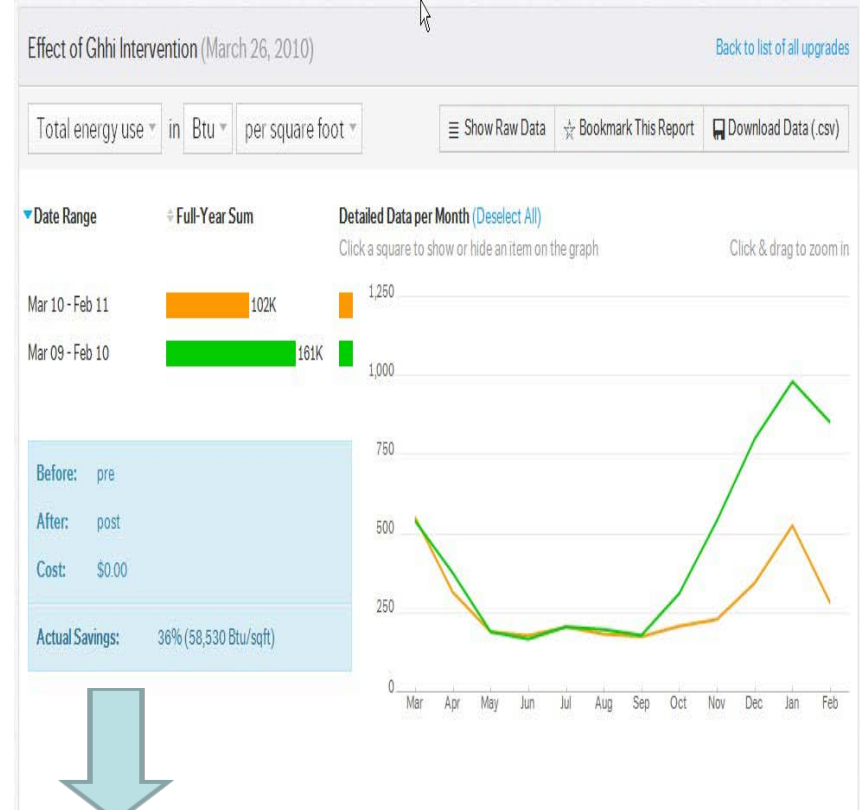 Effect of Ghhi Intervention (March 26, 2010) Back to list of all upgrades
Total energy use in Btu per square foot Show Raw Data Bookmark This Report Download Data (.csv)
Date Range Full-Year Sum Detailed Data per Month (Deselect All)
Click a square to show or hide an item on the graph Click & drag to zoom in
Mar 10 - Feb 11 102K
Mar 09 - Feb 10 161K
1,250
1,000
750
500
250
0
Mar Apr May Jun Jul Aug Sep Oct Nov Dec Jan Feb
Before: pre
After: post
Cost: $0.00
Actual Savings: 36% (58,530 Btu/sqft)